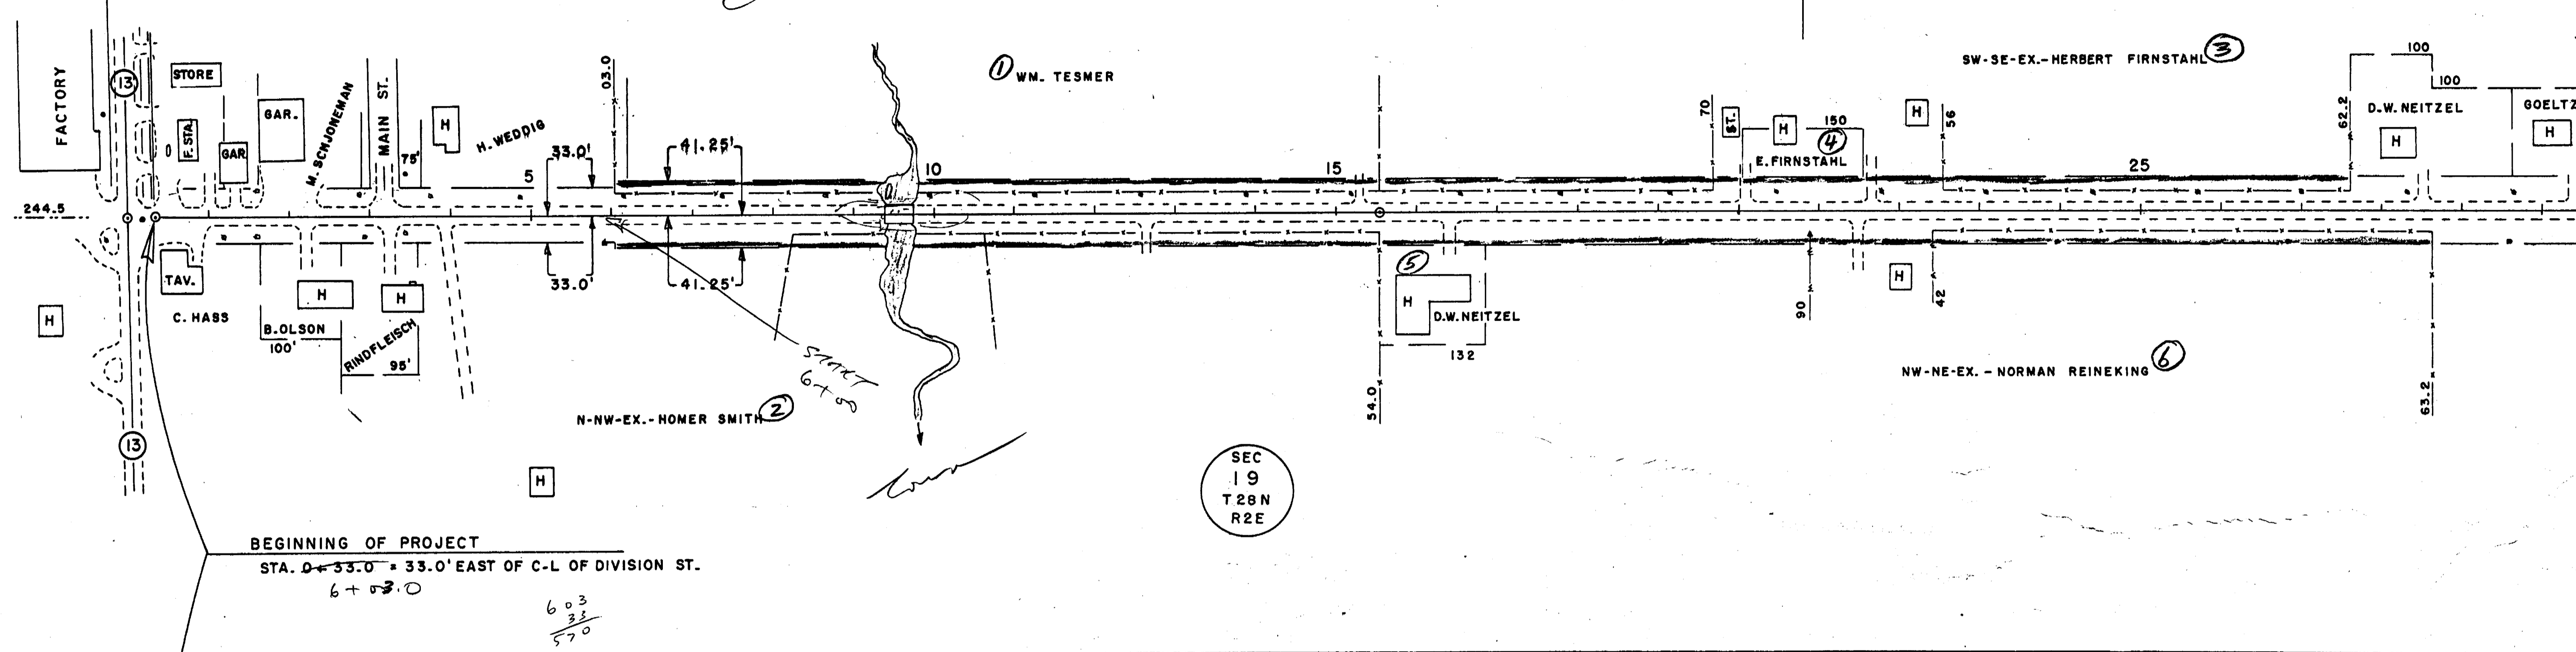 FACTORY
13
STORE
F. STA.
GAR.
GAR.
M. SCHJONEMAN
MAIN ST.
75'
H
H. WEDDIG
5
33.0'
03.0
41.25'
1 WM. TESMER
10
15
70
ST.
H
150
4
E. FIRNSTAHL
H
56
SW-SE-EX.-HERBERT FIRNSTAHL 3
25
62.2
100
100
D.W. NEITZEL
H
GOELTZ
H
244.5
TAV.
C. HASS
H
H
H
B. OLSON
100'
RINDFLEISCH
95'
33.0'
41.25'
START
6+03
N-NW-EX.-HOMER SMITH 2
H
5
H
D.W. NEITZEL
132
54.0
90
H
42
NW-NE-EX.-NORMAN REINEKING 6
63.2
13
SEC
19
T28N
R2E
BEGINNING OF PROJECT
STA. 0+33.0 = 33.0' EAST OF C-L OF DIVISION ST.
6+03.0
603
33
570